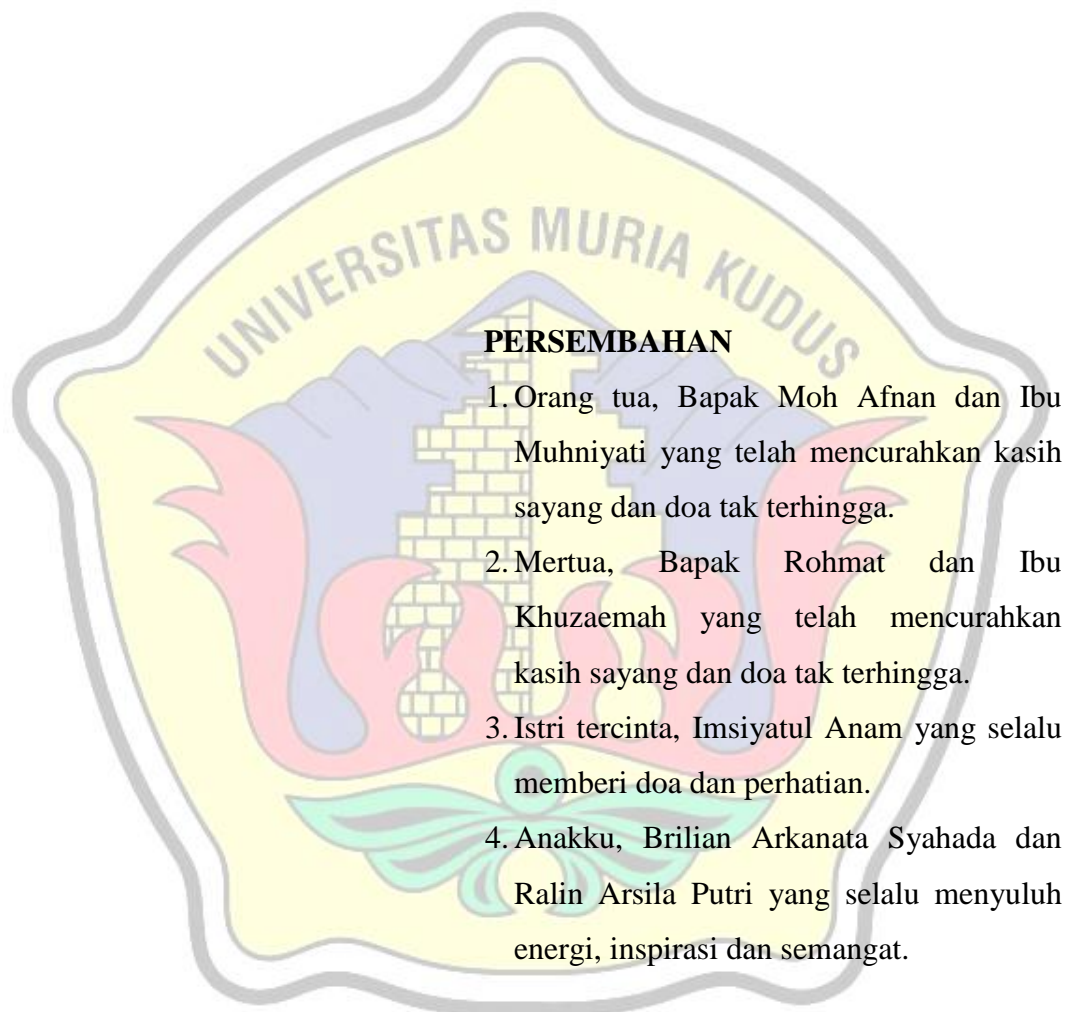 UNIVERSITAS MURIA KUDUS
PERSEMBAHAN
1. Orang tua, Bapak Moh Afnan dan Ibu
Muhniyati yang telah mencurahkan kasih
sayang dan doa tak terhingga.
2. Mertua, Bapak Rohmat dan Ibu
Khuzaemah yang telah mencurahkan
kasih sayang dan doa tak terhingga.
3. Istri tercinta, Imsiyatul Anam yang selalu
memberi doa dan perhatian.
4. Anakku, Brilian Arkanata Syahada dan
Ralin Arsila Putri yang selalu menyuluh
energi, inspirasi dan semangat.